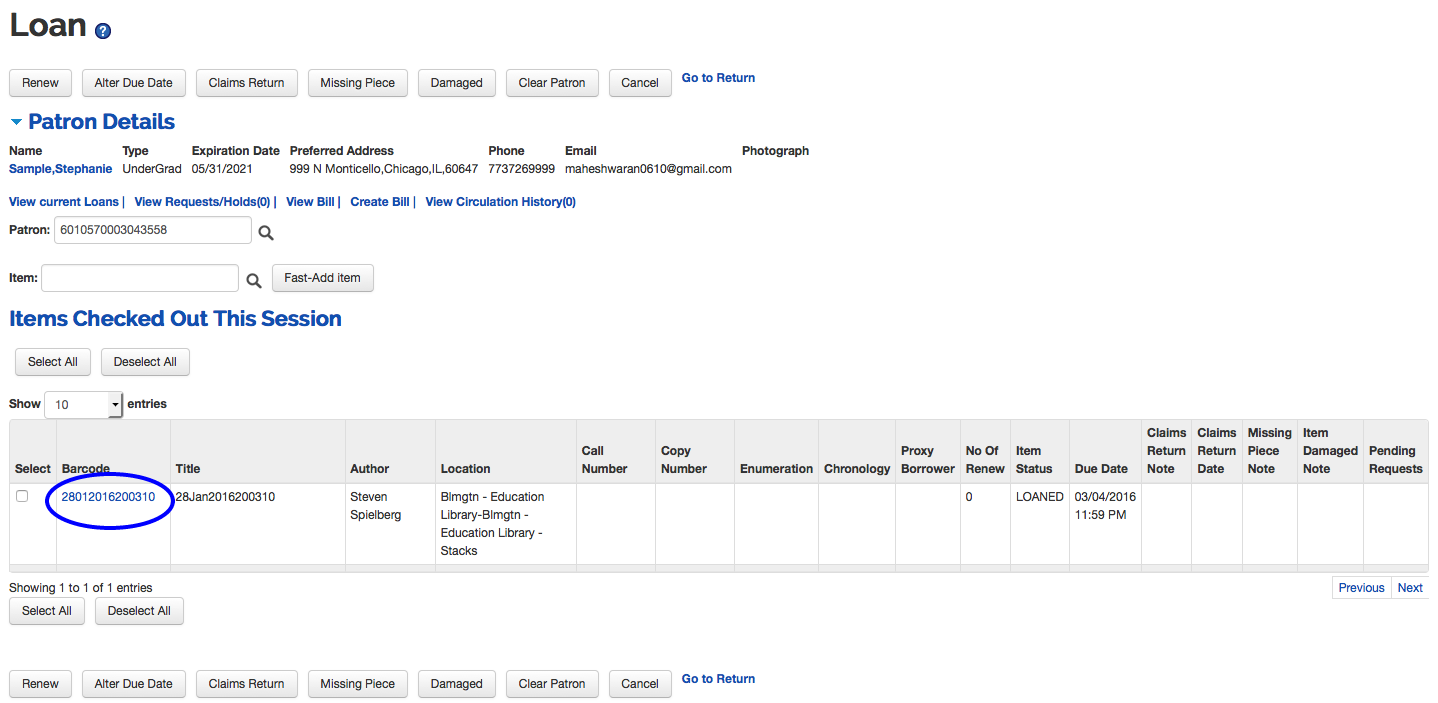 Loan ?
Renew Alter Due Date Claims Return Missing Piece Damaged Clear Patron Cancel Go to Return
Patron Details
Name Type Expiration Date Preferred Address Phone Email Photograph
Sample,Stephanie UnderGrad 05/31/2021 999 N Monticello,Chicago,IL,60647 7737269999 maheshwaran0610@gmail.com
View current Loans | View Requests/Holds(0) | View Bill | Create Bill | View Circulation History(0)
Patron: 6010570003043558
Item: Fast-Add item
Items Checked Out This Session
Select All Deselect All
Show 10 entries
Claims Claims Missing Item
Call Copy Proxy No Of Item Return Return Piece Damaged Pending
Select Barcode Title Author Location Number Number Enumeration Chronology Borrower Renew Status Due Date Note Date Note Note Requests
28012016200310 28Jan2016200310 Steven Blmgtn - Education 0 LOANED 03/04/2016
Spielberg Library-Blmgtn - 11:59 PM
Education Library -
Stacks
Showing 1 to 1 of 1 entries Previous Next
Select All Deselect All
Renew Alter Due Date Claims Return Missing Piece Damaged Clear Patron Cancel Go to Return